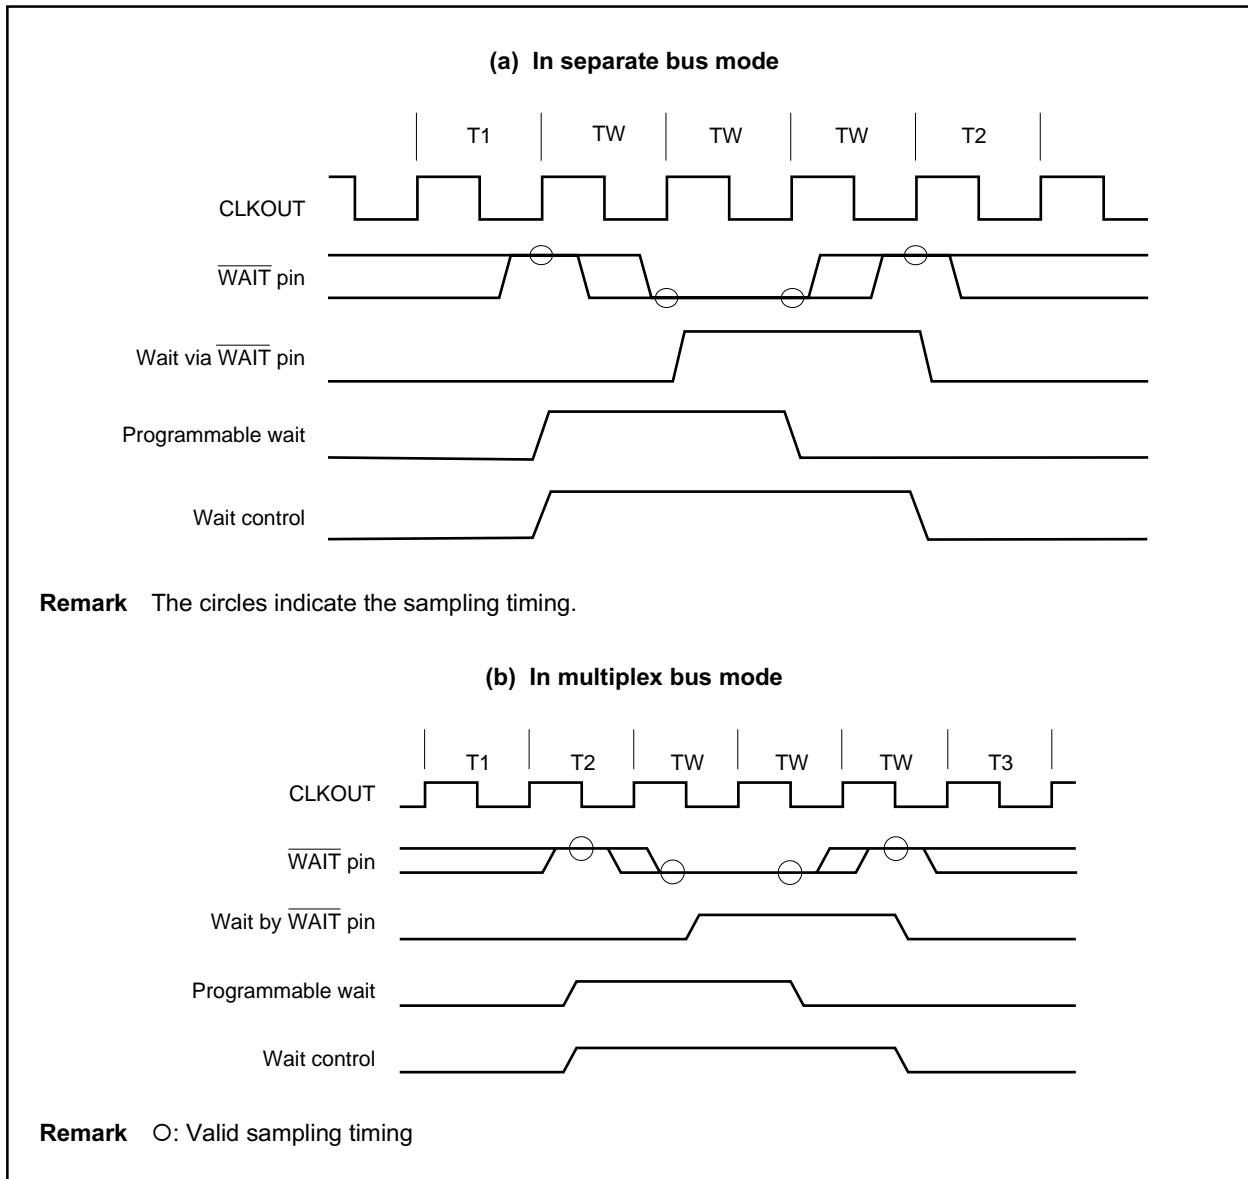 (a) In separate bus mode
T1 TW TW TW T2
CLKOUT
WAIT pin
Wait via WAIT pin
Programmable wait
Wait control
Remark The circles indicate the sampling timing.
(b) In multiplex bus mode
T1 T2 TW TW TW T3
CLKOUT
WAIT pin
Wait by WAIT pin
Programmable wait
Wait control
Remark ○: Valid sampling timing